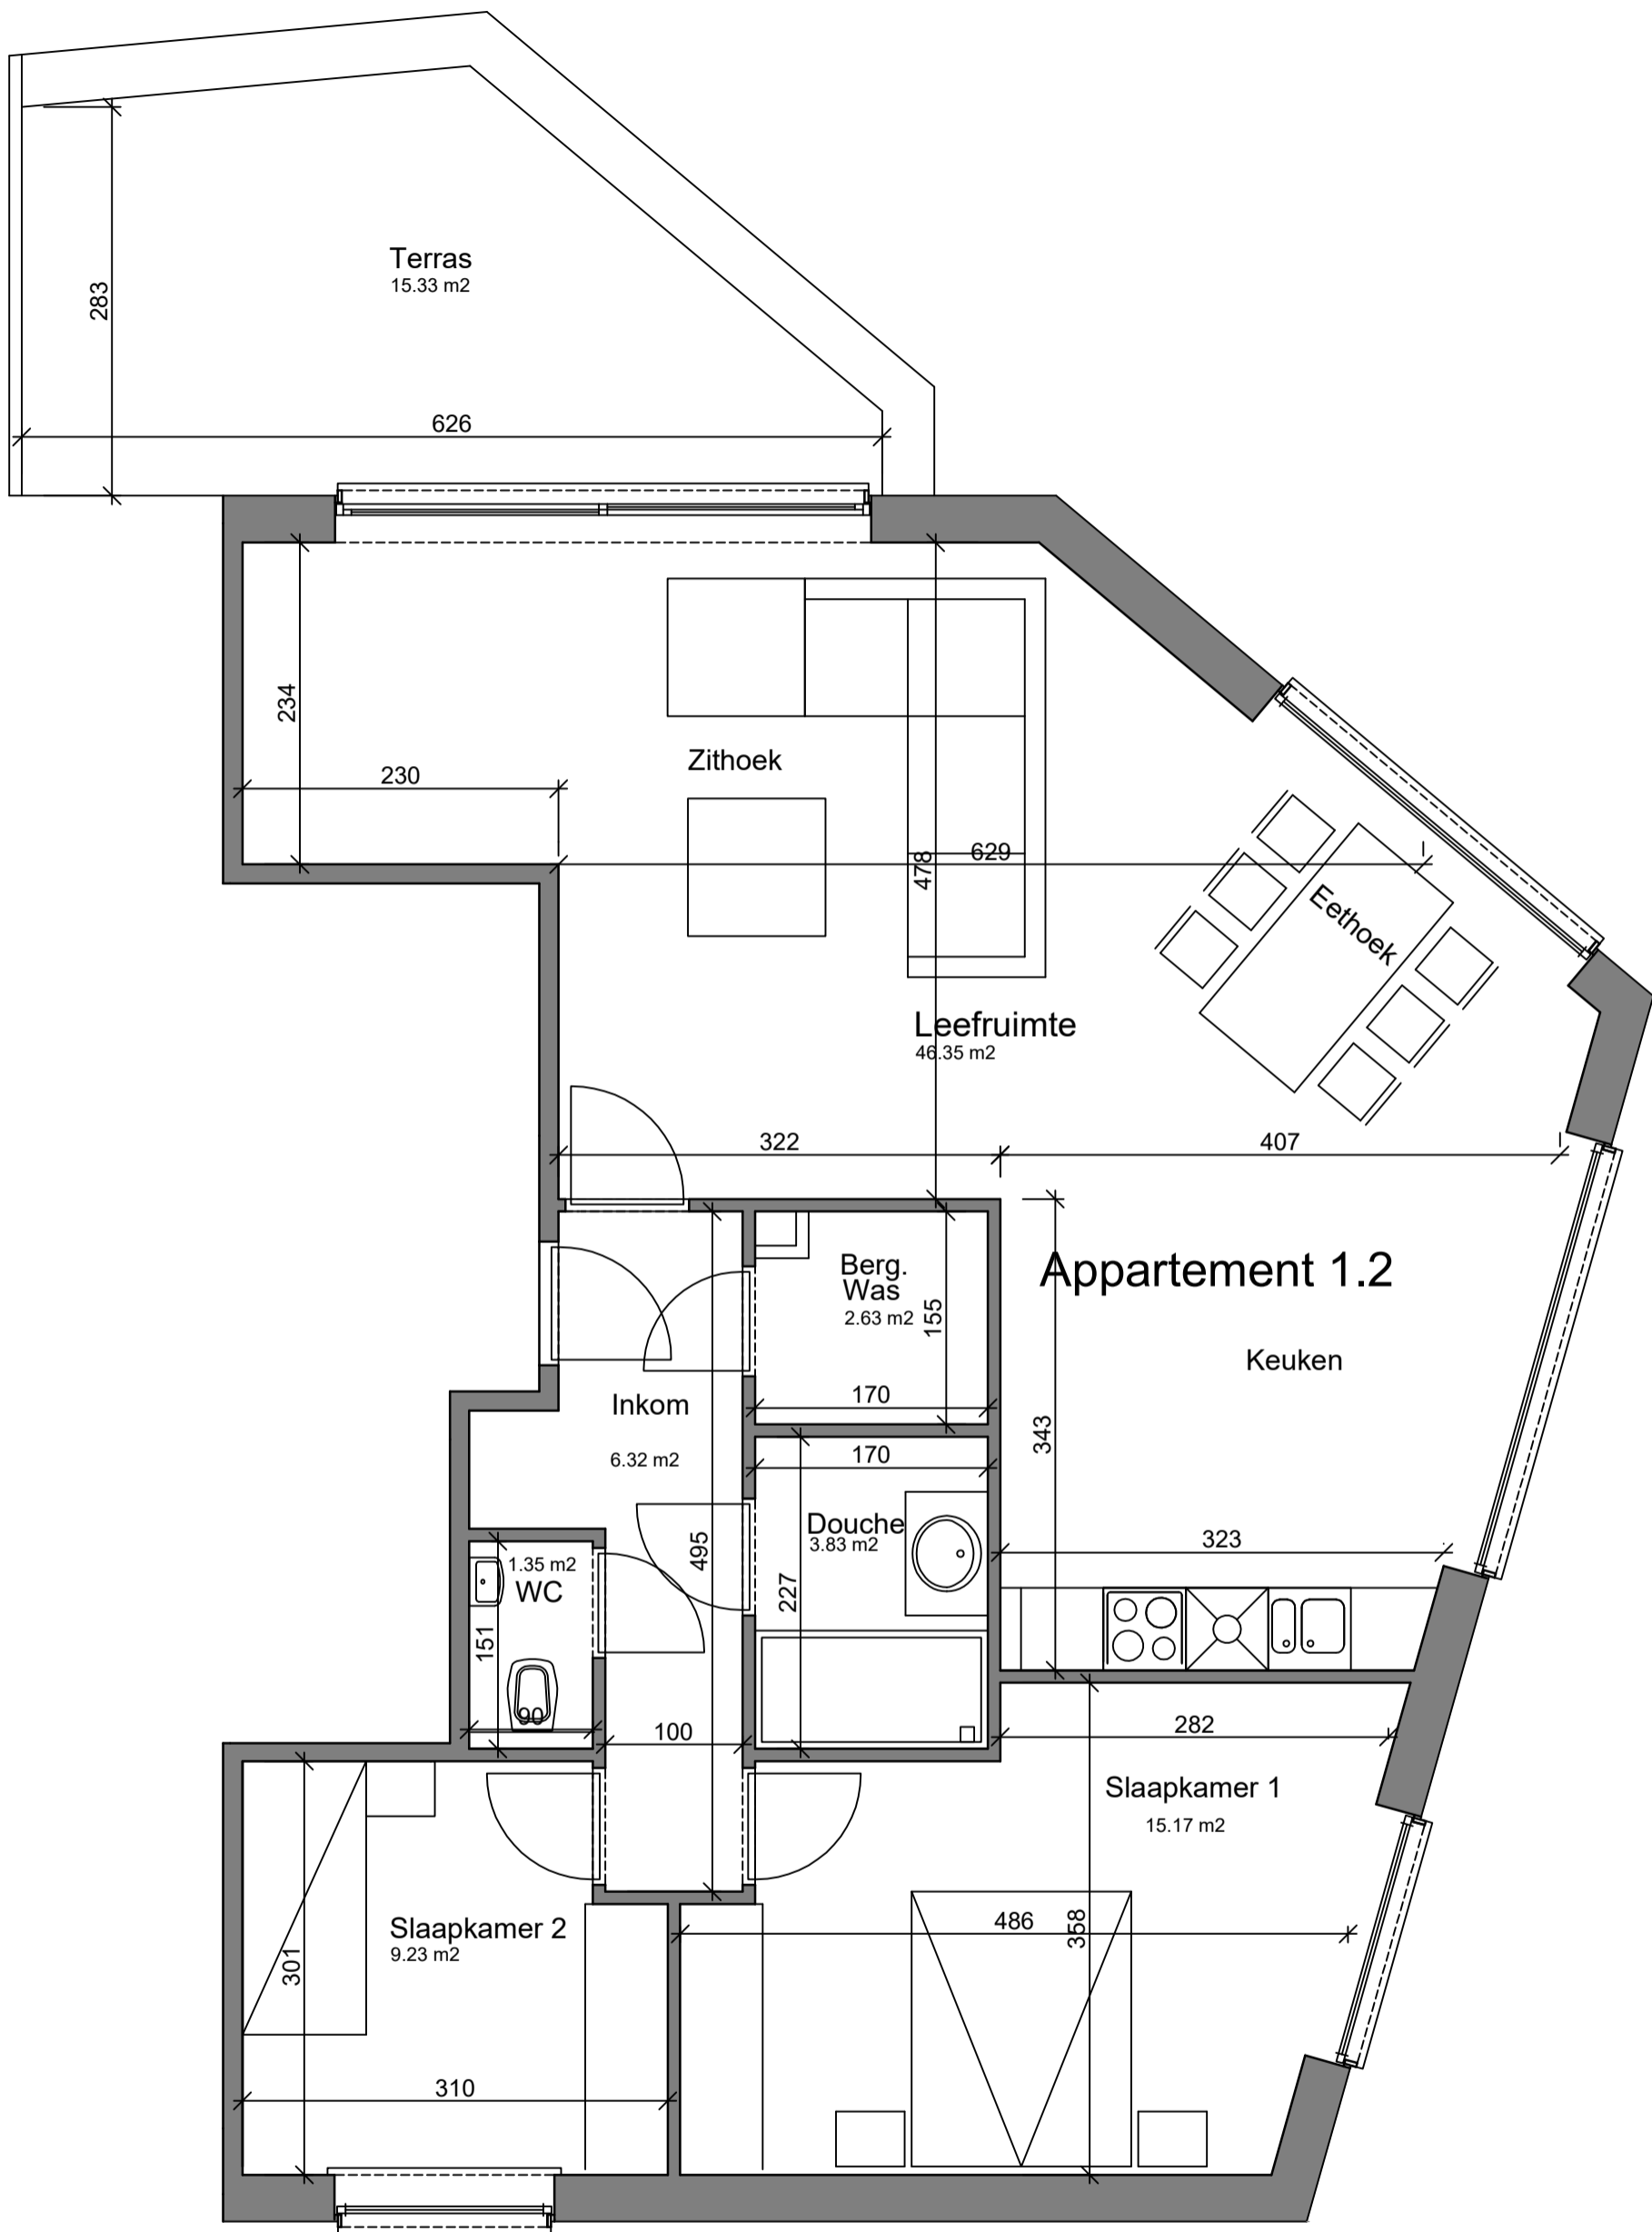 Terras
15.33 m2
283
626
234
230
Zithoek
478
629
Eethoek
Leefruimte
46.35 m2
322
407
Appartement 1.2
Berg.
Was
2.63 m2
155
Keuken
170
Inkom
6.32 m2
343
170
Douche
3.83 m2
495
323
1.35 m2
WC
227
151
90
100
282
Slaapkamer 1
15.17 m2
Slaapkamer 2
9.23 m2
486
358
301
310